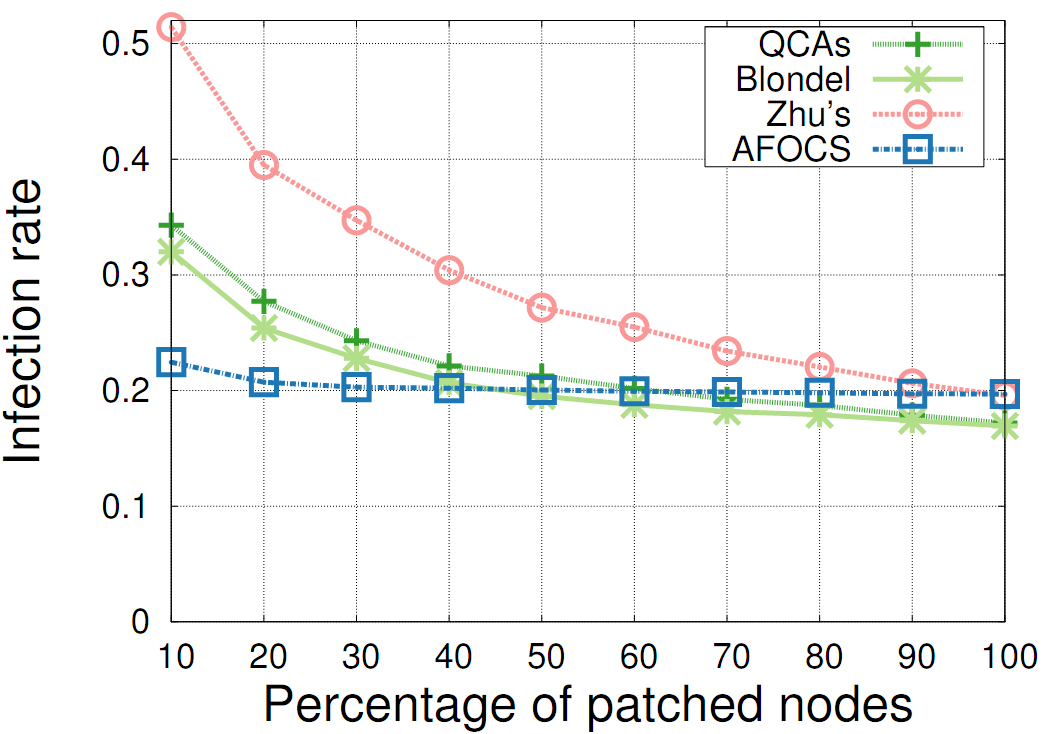 QCAs
Blondel
Zhu's
AFOCS
0.5
0.4
0.3
0.2
0.1
0
10 20 30 40 50 60 70 80 90 100
Infection rate
Percentage of patched nodes